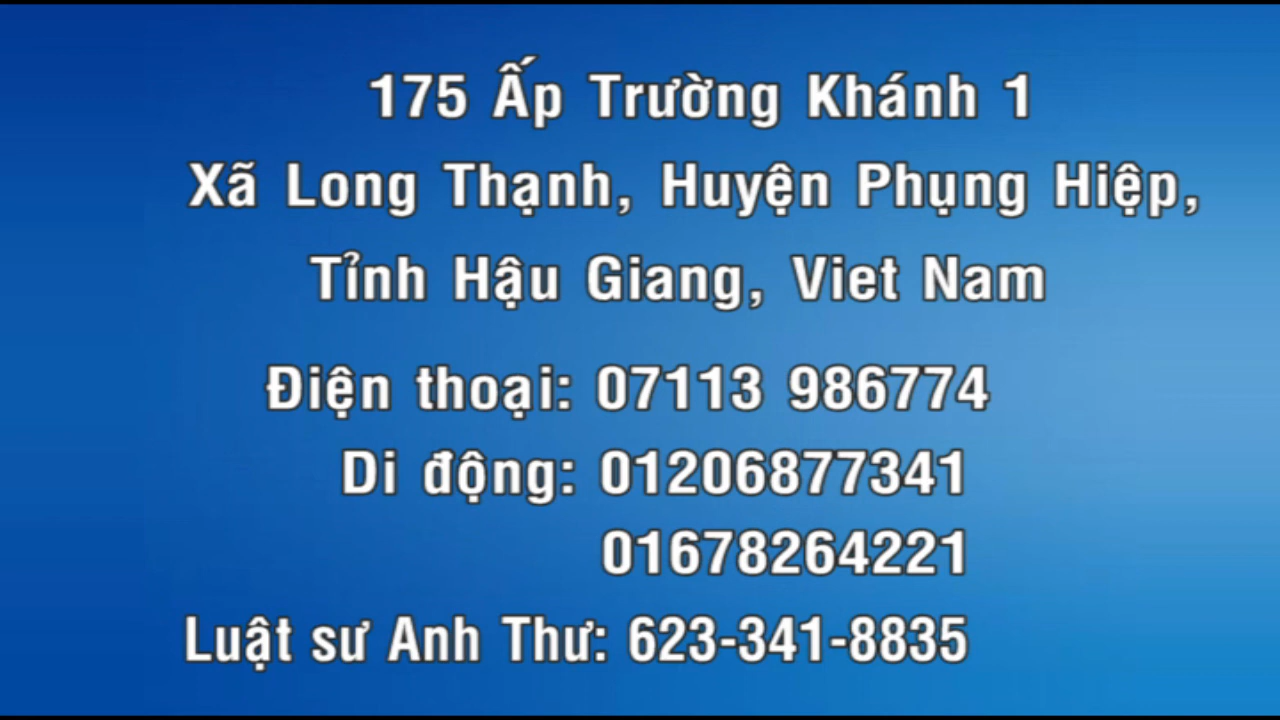 175 Ấp Trường Khánh 1
Xã Long Thạnh, Huyện Phụng Hiệp,
Tỉnh Hậu Giang, Viet Nam
Điện thoại: 07113 986774
Di động: 01206877341
01678264221
Luật sư Anh Thư: 623-341-8835